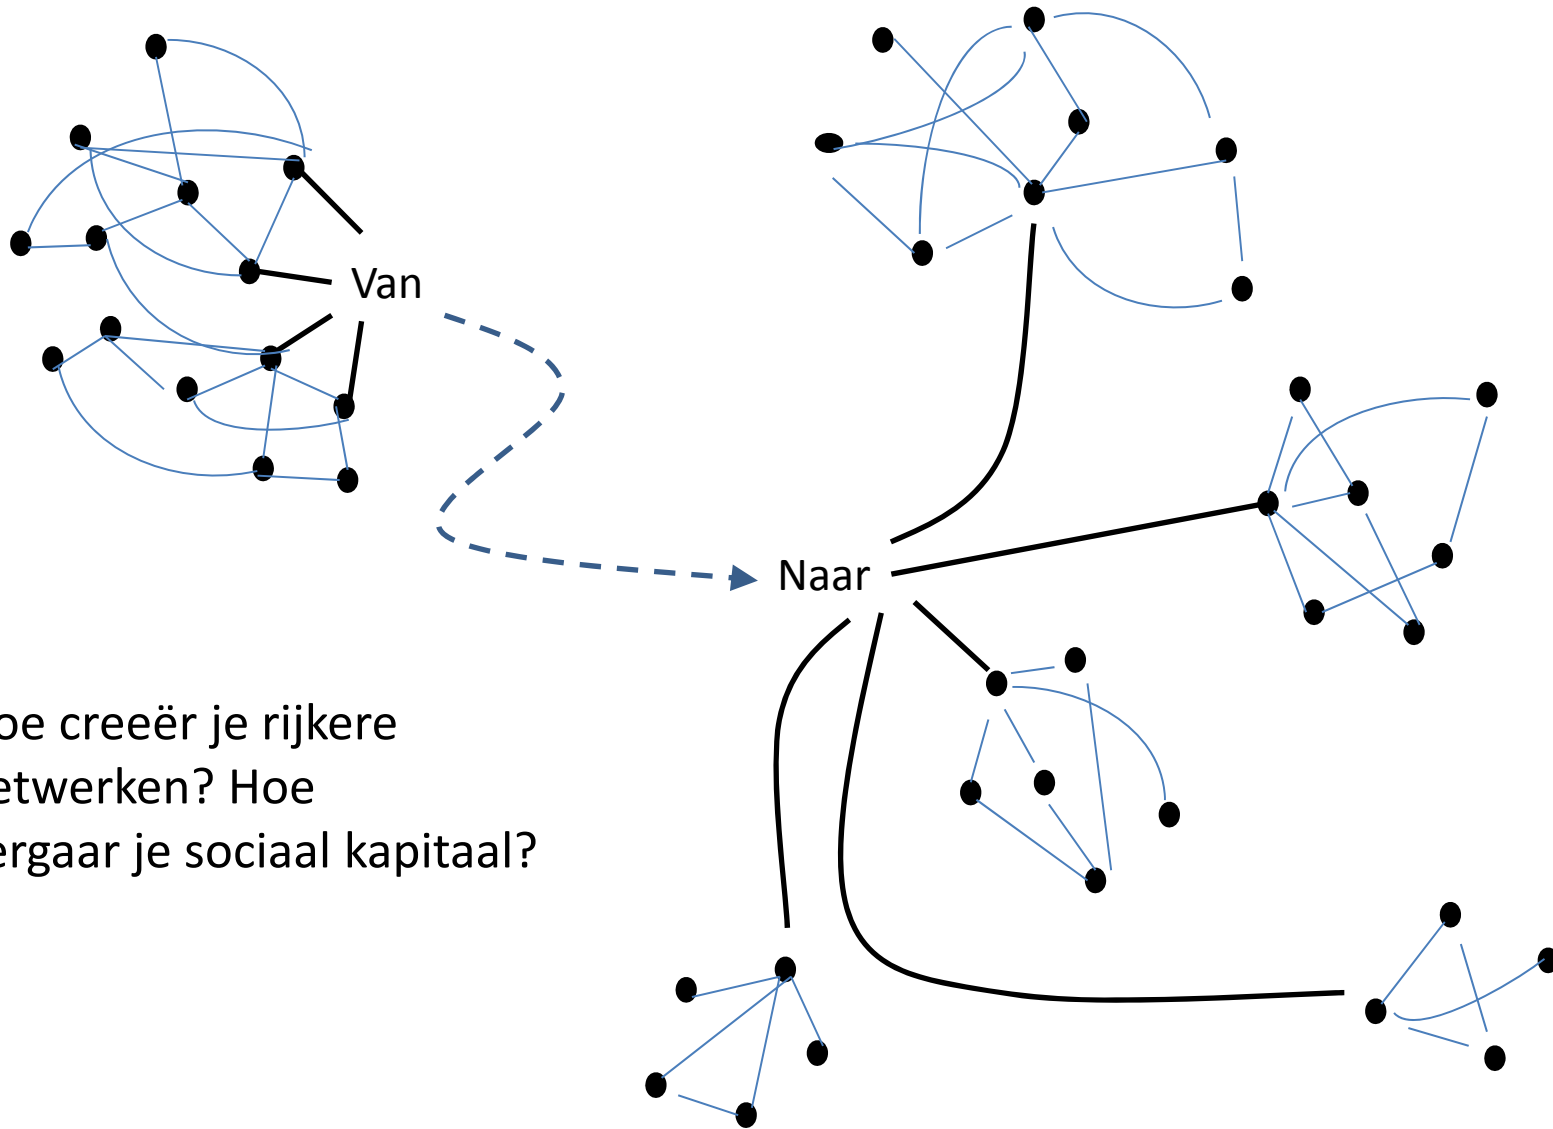 Van
Naar
oe creeër je rijkere
etwerken? Hoe
ergaar je sociaal kapitaal?